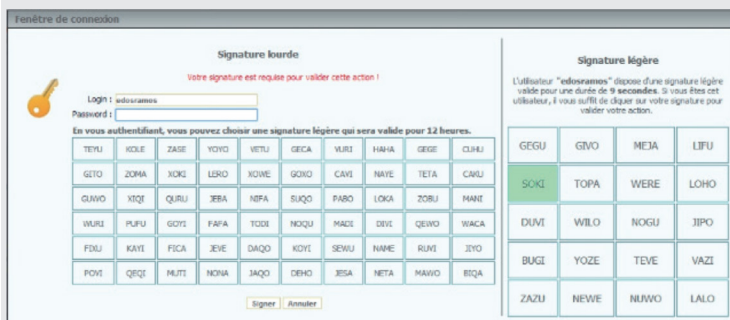 Fenêtre de connexion
Signature lourde
Votre signature est requise pour valider cette action !
Login : edosramos
Password :
En vous authentifiant, vous pouvez choisir une signature légère qui sera valide pour 12 heures.
TEYU KOLE ZASE YOYO VETU GECA VURI HAHA GEGE CUHU
GITO ZOMA XOKI LERO XOWE GOXO CAVI NAYE TETA CAKU
GUWO XIQI QURU JEBA NIFA SUQO PABO LOKA ZOBU MANI
WURI PUFU GOYI FAFA TODI NOQU MADI DIVI QEWO WACA
FIXU KAYI FICA JEVE DAQO KOYI SEWU NAME RUVI JIYO
POVI QEQI MUTI NONA JAQO DEHO JESA NETA MAWO BIQA
Signer Annuler
Signature légère
L'utilisateur "edosramos" dispose d'une signature légère
valide pour une durée de 9 secondes. Si vous êtes cet
utilisateur, il vous suffit de cliquer sur votre signature pour
valider votre action.
GEGU GIVO MEJA LIFU
SOKI TOPA WERE LOHO
DUVI WILO NOGU JIPO
BUGI YOZE TEVE VAZI
ZAZU NEWE NUWO LALO